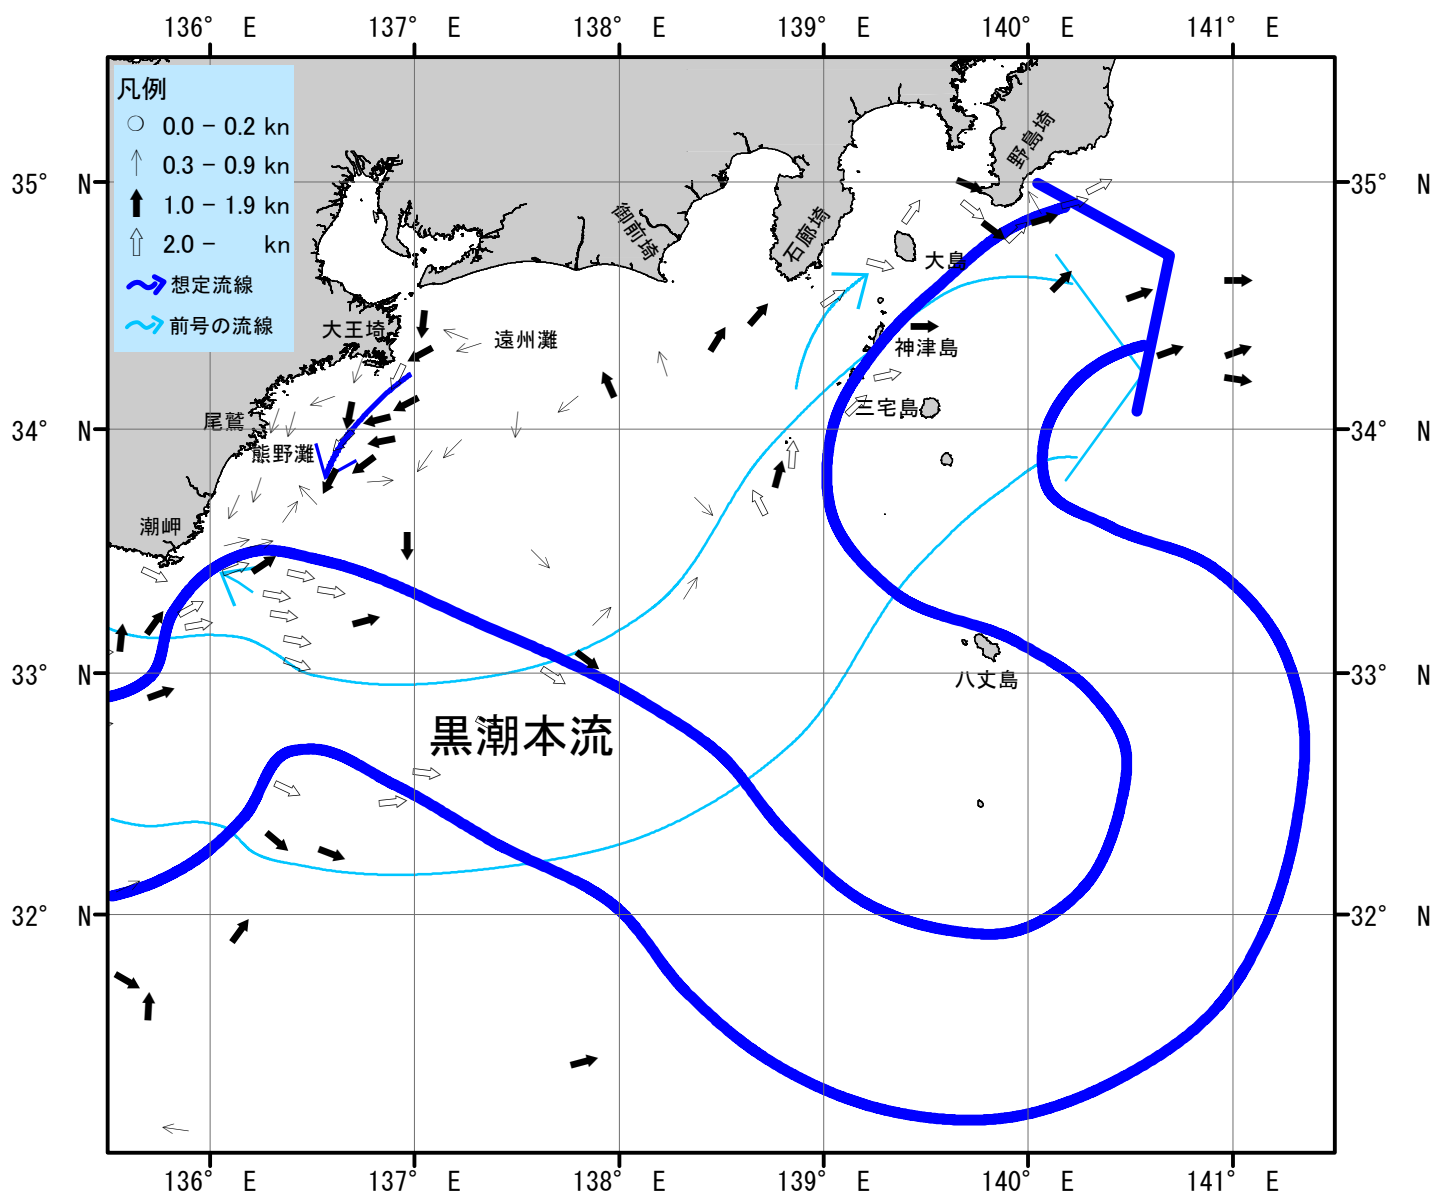 136° E 137° E 138° E 139° E 140° E 141° E
凡例
0.0 - 0.2 kn
0.3 - 0.9 kn
1.0 - 1.9 kn
2.0 - kn
想定流線
前号の流線
野島埼
35° N 35° N
御前埼
石廊埼
大島
大王埼
遠州灘
神津島
三宅島
尾鷲
34° N 34° N
熊野灘
潮岬
33° N 33° N
八丈島
黒潮本流
32° N 32° N
136° E 137° E 138° E 139° E 140° E 141° E